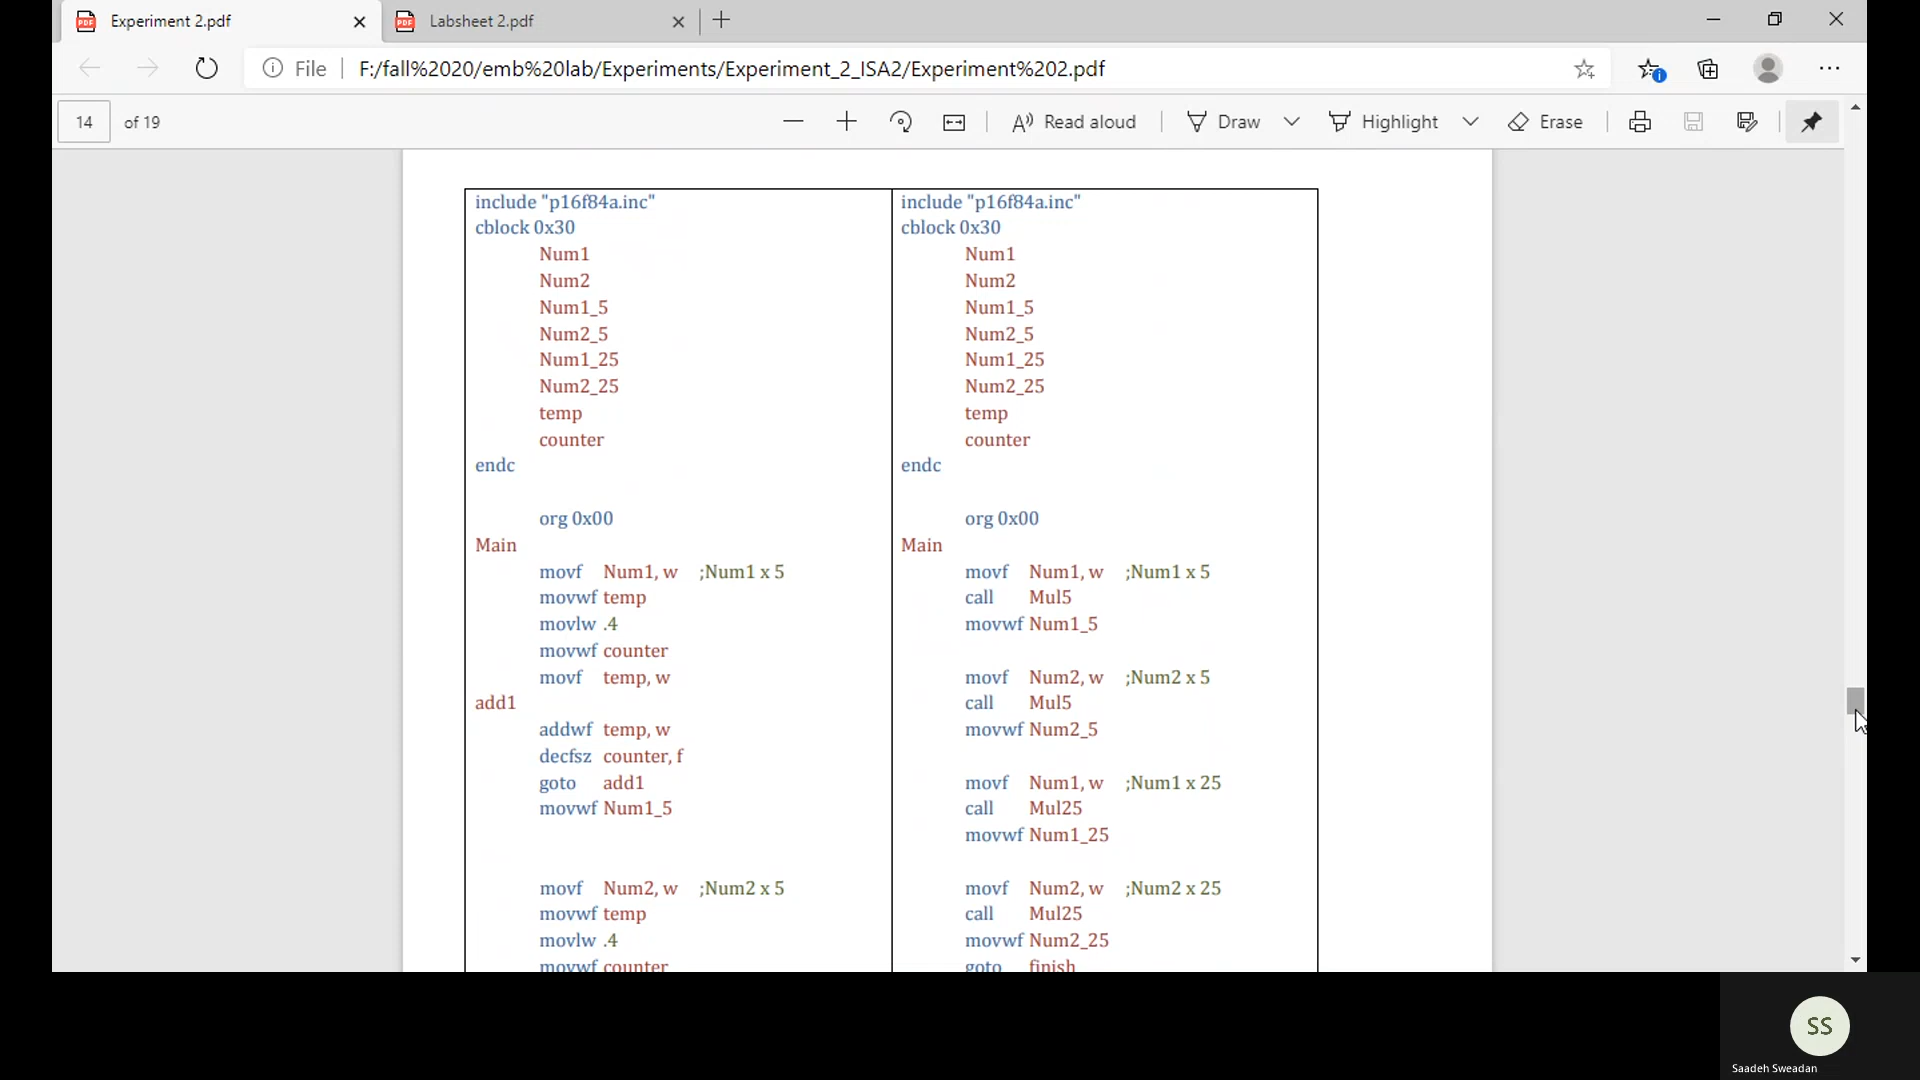 Experiment 2.pdf
Labsheet 2.pdf
File
F:/fall%2020/emb%20lab/Experiments/Experiment_2_ISA2/Experiment%202.pdf
14 of 19
Read aloud
Draw
Highlight
Erase
include "p16f84a.inc"
cblock 0x30
Num1
Num2
Num1_5
Num2_5
Num1_25
Num2_25
temp
counter
endc
org 0x00
Main
movf Num1, w ;Num1 x 5
movwf temp
movlw .4
movwf counter
movf temp, w
add1
addwf temp, w
decfsz counter, f
goto add1
movwf Num1_5
movf Num2, w ;Num2 x 5
movwf temp
movlw .4
movwf counter
include "p16f84a.inc"
cblock 0x30
Num1
Num2
Num1_5
Num2_5
Num1_25
Num2_25
temp
counter
endc
org 0x00
Main
movf Num1, w ;Num1 x 5
call Mul5
movwf Num1_5
movf Num2, w ;Num2 x 5
call Mul5
movwf Num2_5
movf Num1, w ;Num1 x 25
call Mul25
movwf Num1_25
movf Num2, w ;Num2 x 25
call Mul25
movwf Num2_25
goto finish
SS
Saadeh Sweadan